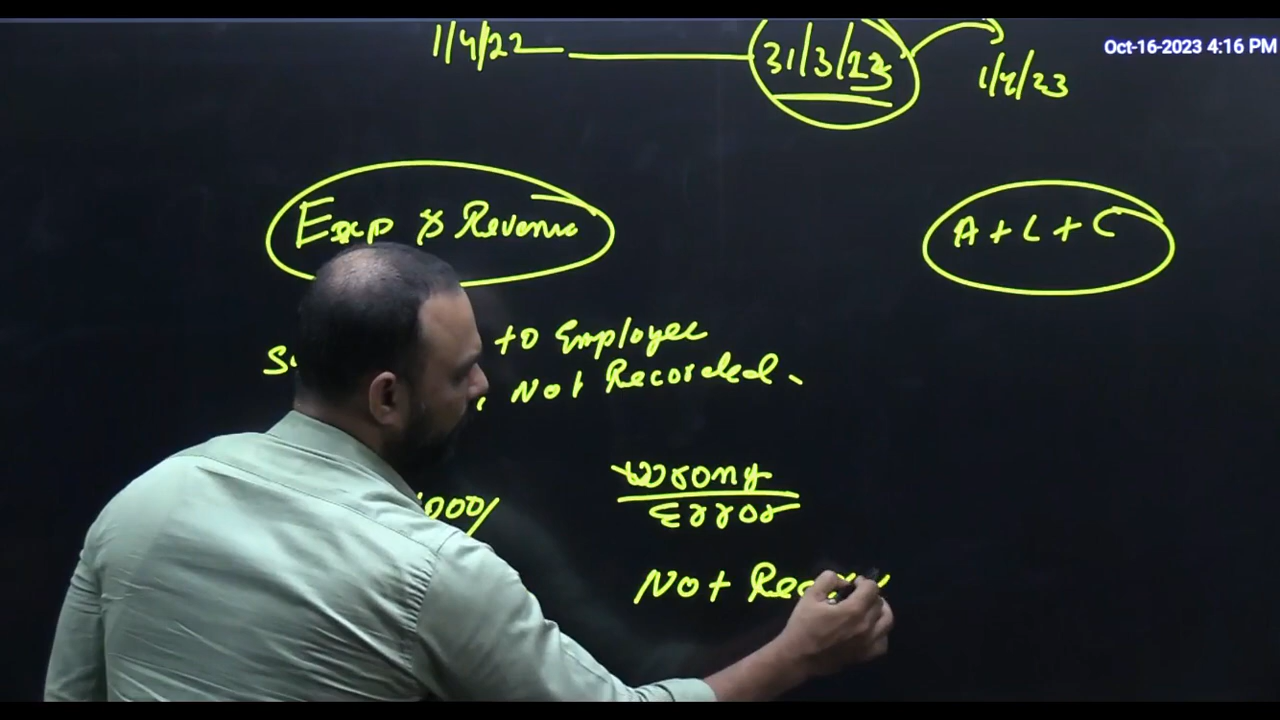 1/4/22 31/3/23 1/4/23
Oct-16-2023 4:16 PM
Exp & Revenue A + L + C
to Employee
Not Recorded
000/
Wrong
Error
Not